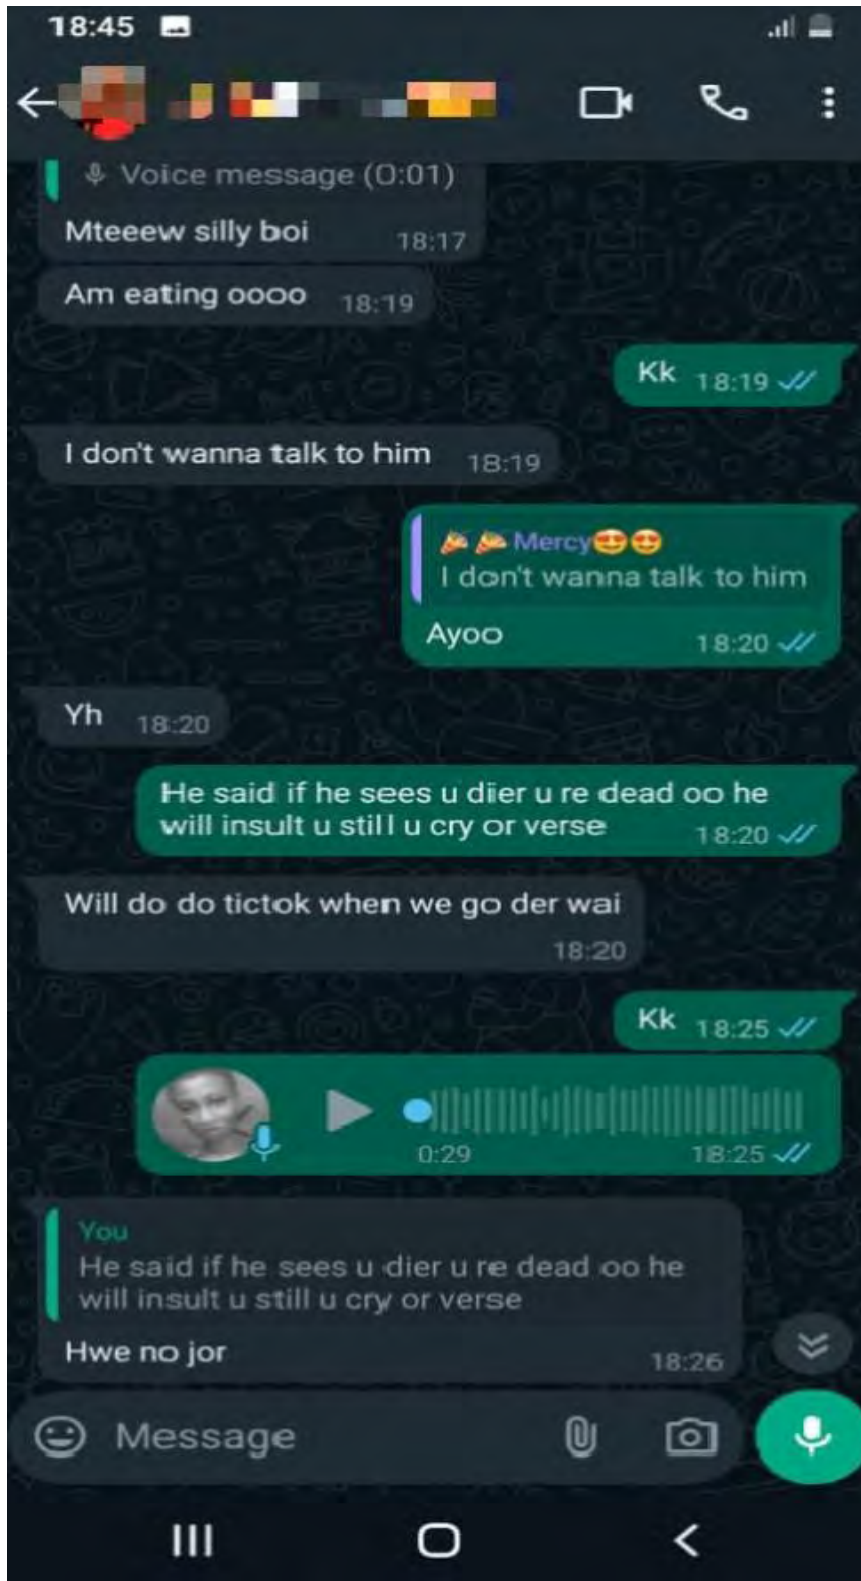 18:45
Voice message (0:01)
Mteeew silly boi 18:17
Am eating oooo 18:19
Kk 18:19
I don't wanna talk to him 18:19
🎉🎉Mercy😍😍
I don't wanna talk to him
Ayoo 18:20
Yh 18:20
He said if he sees u dier u re dead oo he
will insult u still u cry or verse 18:20
Will do do tictok when we go der wai
18:20
Kk 18:25
0:29 18:25
You
He said if he sees u dier u re dead oo he
will insult u still u cry or verse
Hwe no jor 18:26
Message